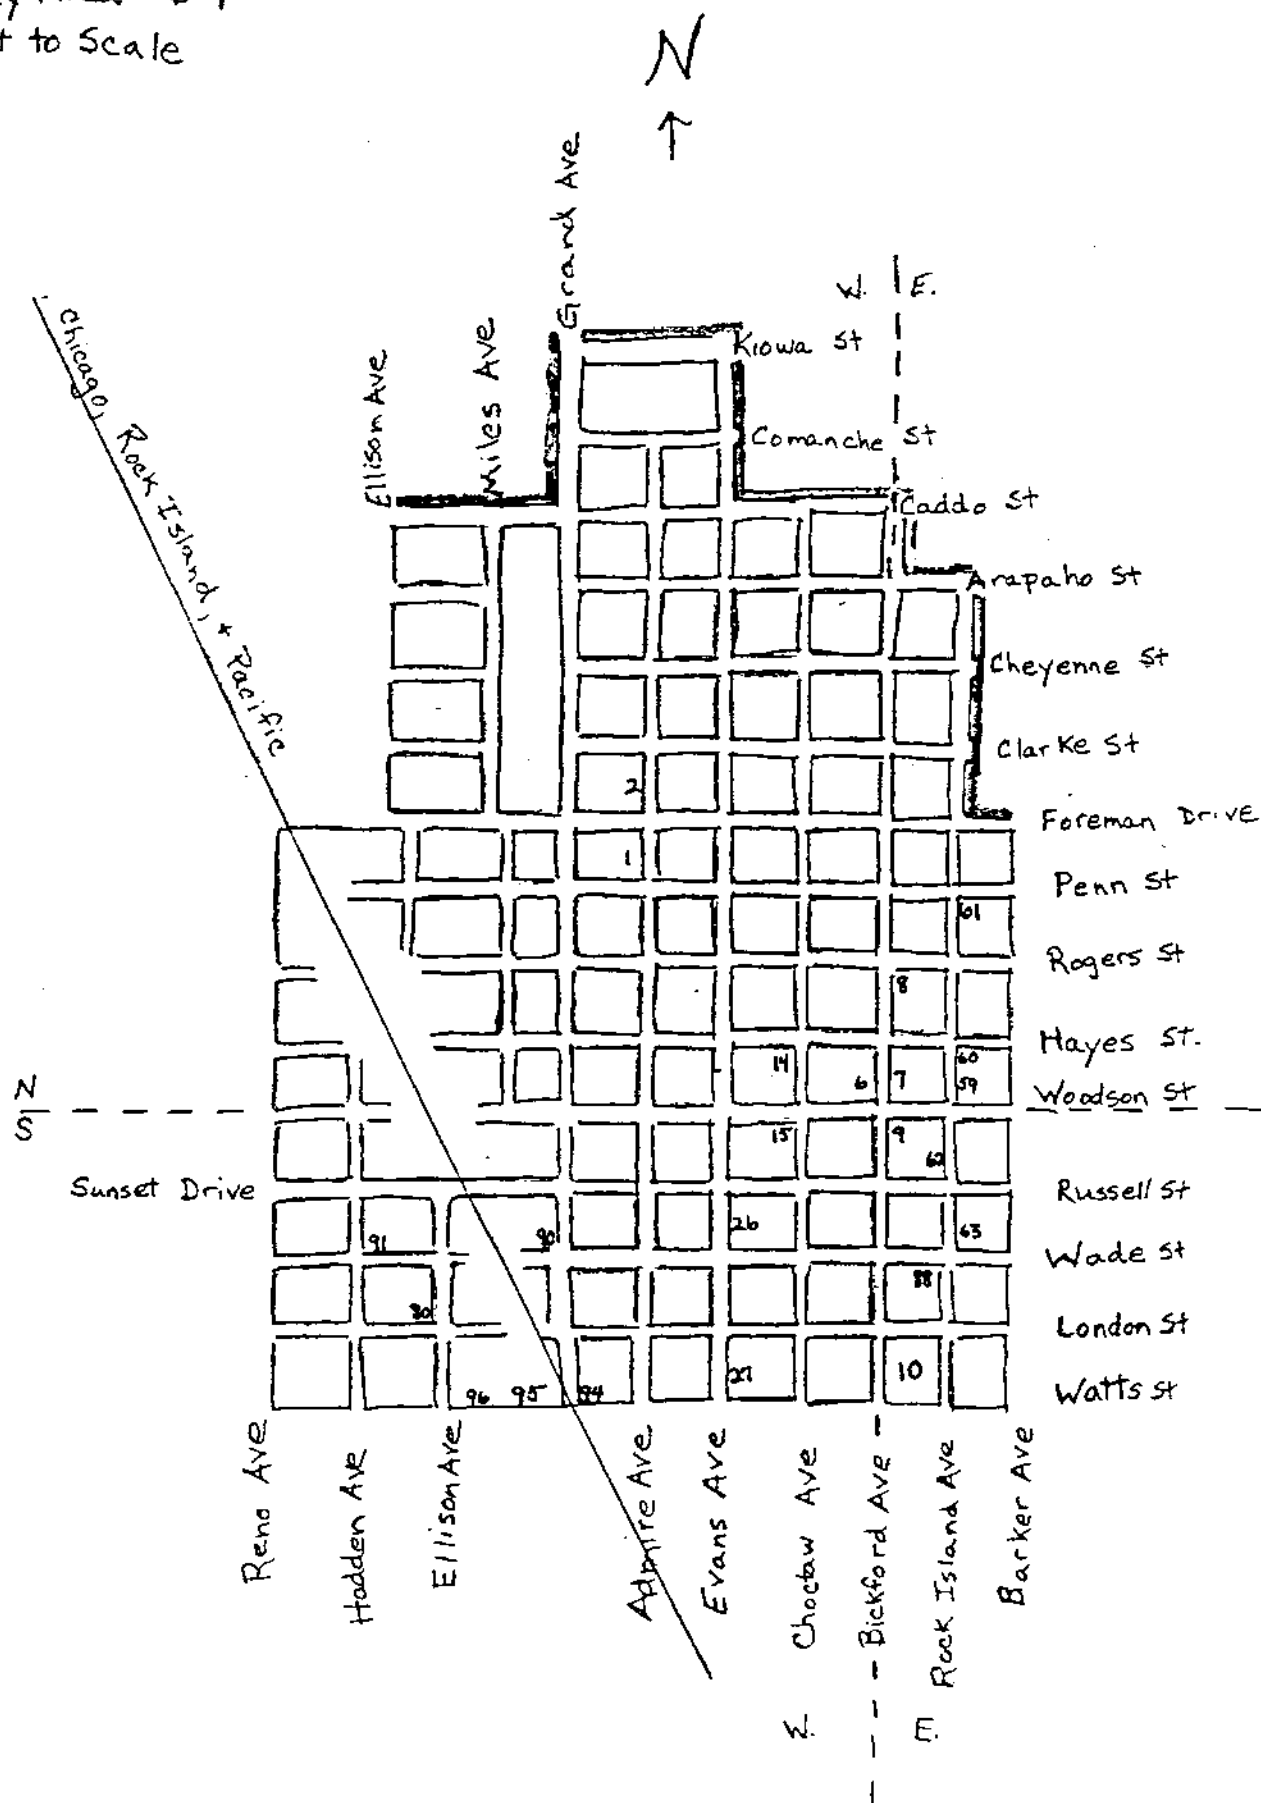 to Scale
N
Grand Ave
W. E.
Chicago, Rock Island, + Pacific
Ellison Ave
Miles Ave
Kiowa St
Comanche St
Caddo St
Arapaho St
Cheyenne St
Clarke St
2
Foreman Drive
1
Penn St
61
Rogers St
8
Hayes St.
14
6
7
60
59
N
S
Woodson St
15
9
62
Sunset Drive
Russell St
91
90
26
63
Wade St
80
88
London St
96
95
94
27
10
Watts St
Reno Ave
Hadden Ave
Ellison Ave
Admire Ave
Evans Ave
Choctaw Ave
Bickford Ave
Rock Island Ave
Barker Ave
W. E.